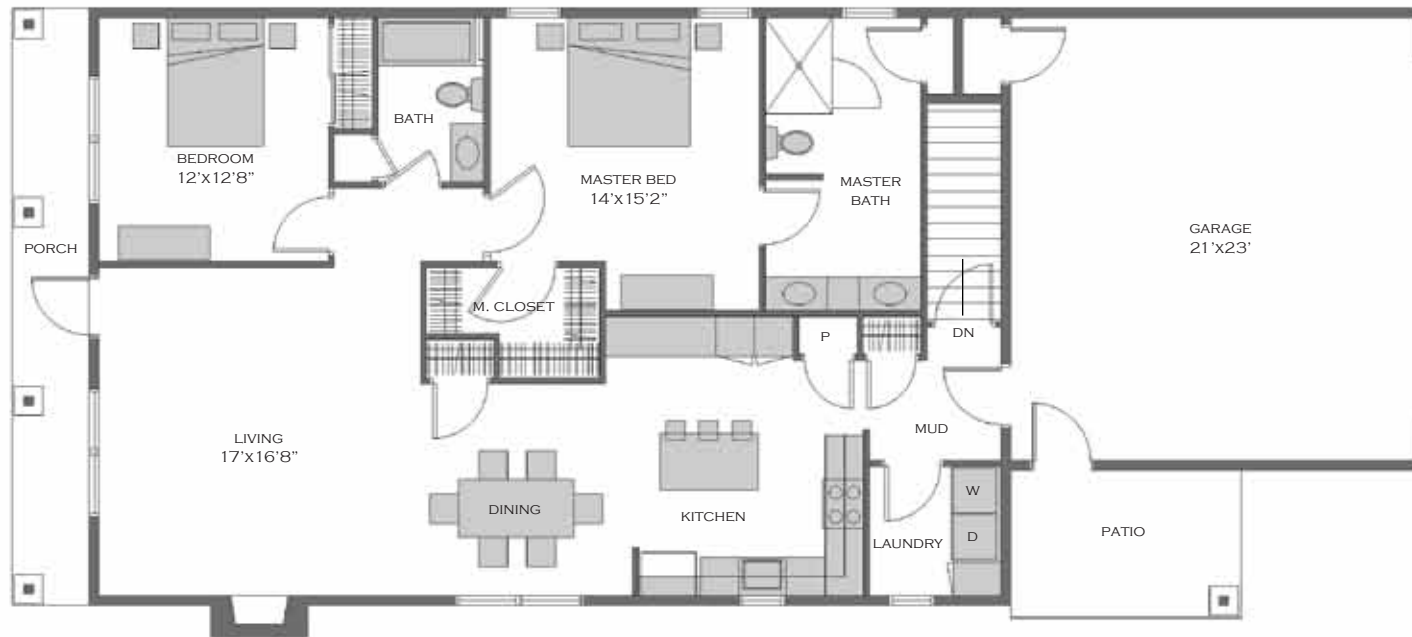 BATH
BEDROOM
12'x12'8"
MASTER BED
14'x15'2"
MASTER
BATH
GARAGE
21'x23'
PORCH
M. CLOSET
P
DN
LIVING
17'x16'8"
MUD
DINING
KITCHEN
W
D
LAUNDRY
PATIO